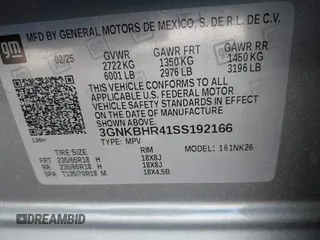 gm
MFD BY GENERAL MOTORS DE MEXICO, S. DE R.L. DE C.V.
02/25 GVWR GAWR FRT GAWR RR
2722 KG 1350 KG 1450 KG
6001 LB 2976 LB 3196 LB
THIS VEHICLE CONFORMS TO ALL APPLICABLE U.S. FEDERAL MOTOR VEHICLE SAFETY STANDARDS IN EFFECT ON THE DATE OF MANUFACTURE SHOWN ABOVE.
3GNKBHR41SS192166
TYPE: MPV MODEL: 161NK26
RIM
FRT 235/65R18 H 18X8J
RR 235/65R18 H 18X8J
SPA T135/70R18 M 18X4.5B
DREAMBID